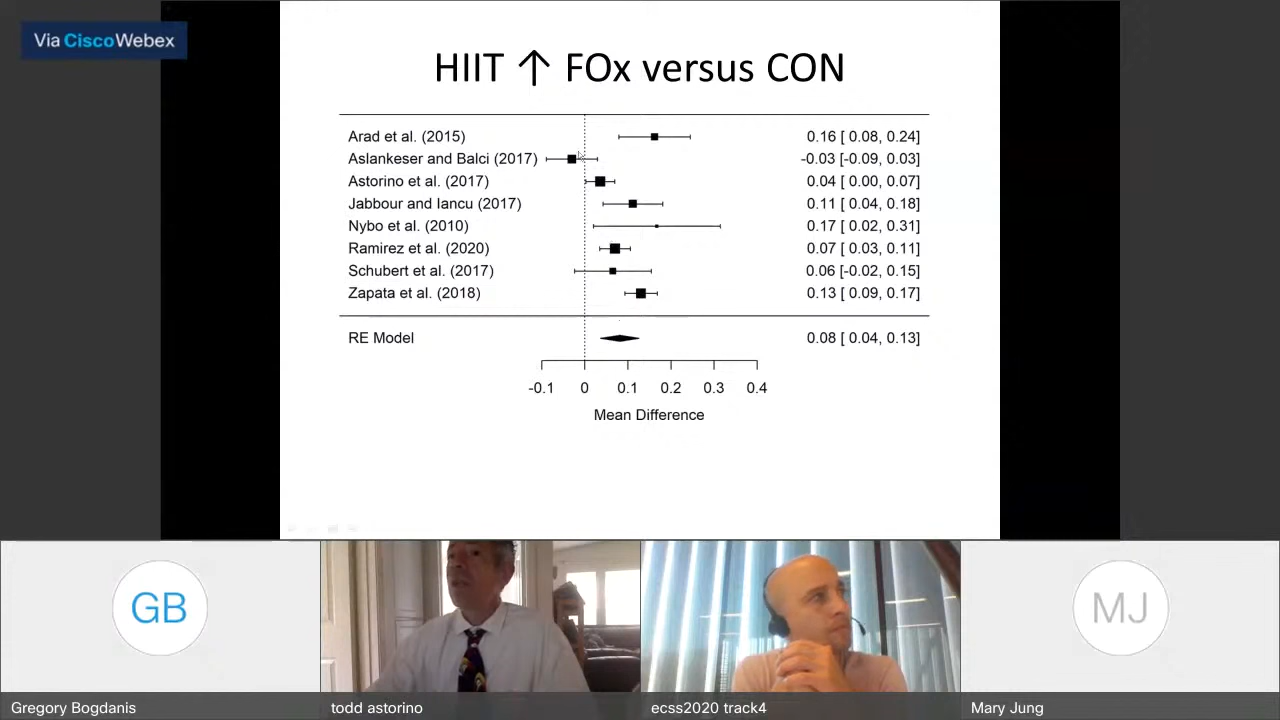 Via Cisco Webex
HIIT ↑ FOx versus CON
Arad et al. (2015) 0.16 [ 0.08, 0.24]
Aslankeser and Balci (2017) -0.03 [-0.09, 0.03]
Astorino et al. (2017) 0.04 [ 0.00, 0.07]
Jabbour and Iancu (2017) 0.11 [ 0.04, 0.18]
Nybo et al. (2010) 0.17 [ 0.02, 0.31]
Ramirez et al. (2020) 0.07 [ 0.03, 0.11]
Schubert et al. (2017) 0.06 [-0.02, 0.15]
Zapata et al. (2018) 0.13 [ 0.09, 0.17]
RE Model 0.08 [ 0.04, 0.13]
-0.1 0 0.1 0.2 0.3 0.4
Mean Difference
GB
MJ
Gregory Bogdanis
todd astorino
ecss2020 track4
Mary Jung